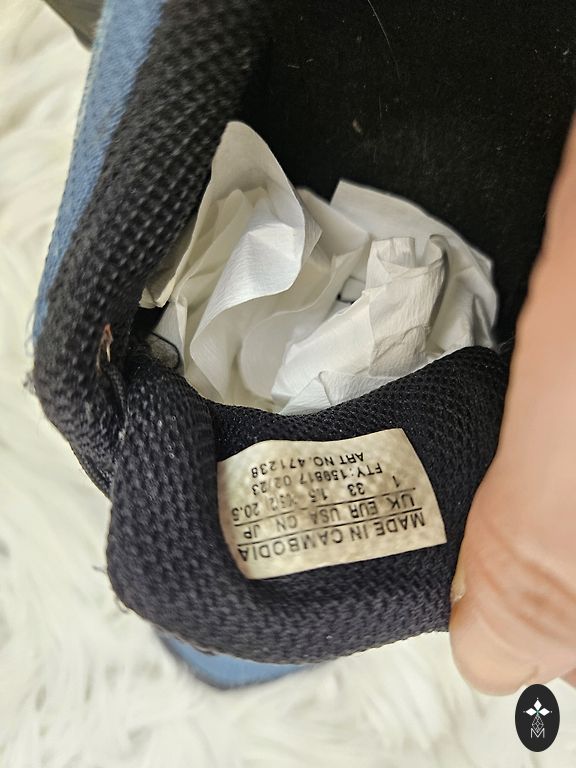 MADE IN CAMBODIA
UK EUR USA CN JP
1 33 1.5 20.5
FTY:159817 02/23
ART NO.471238
M